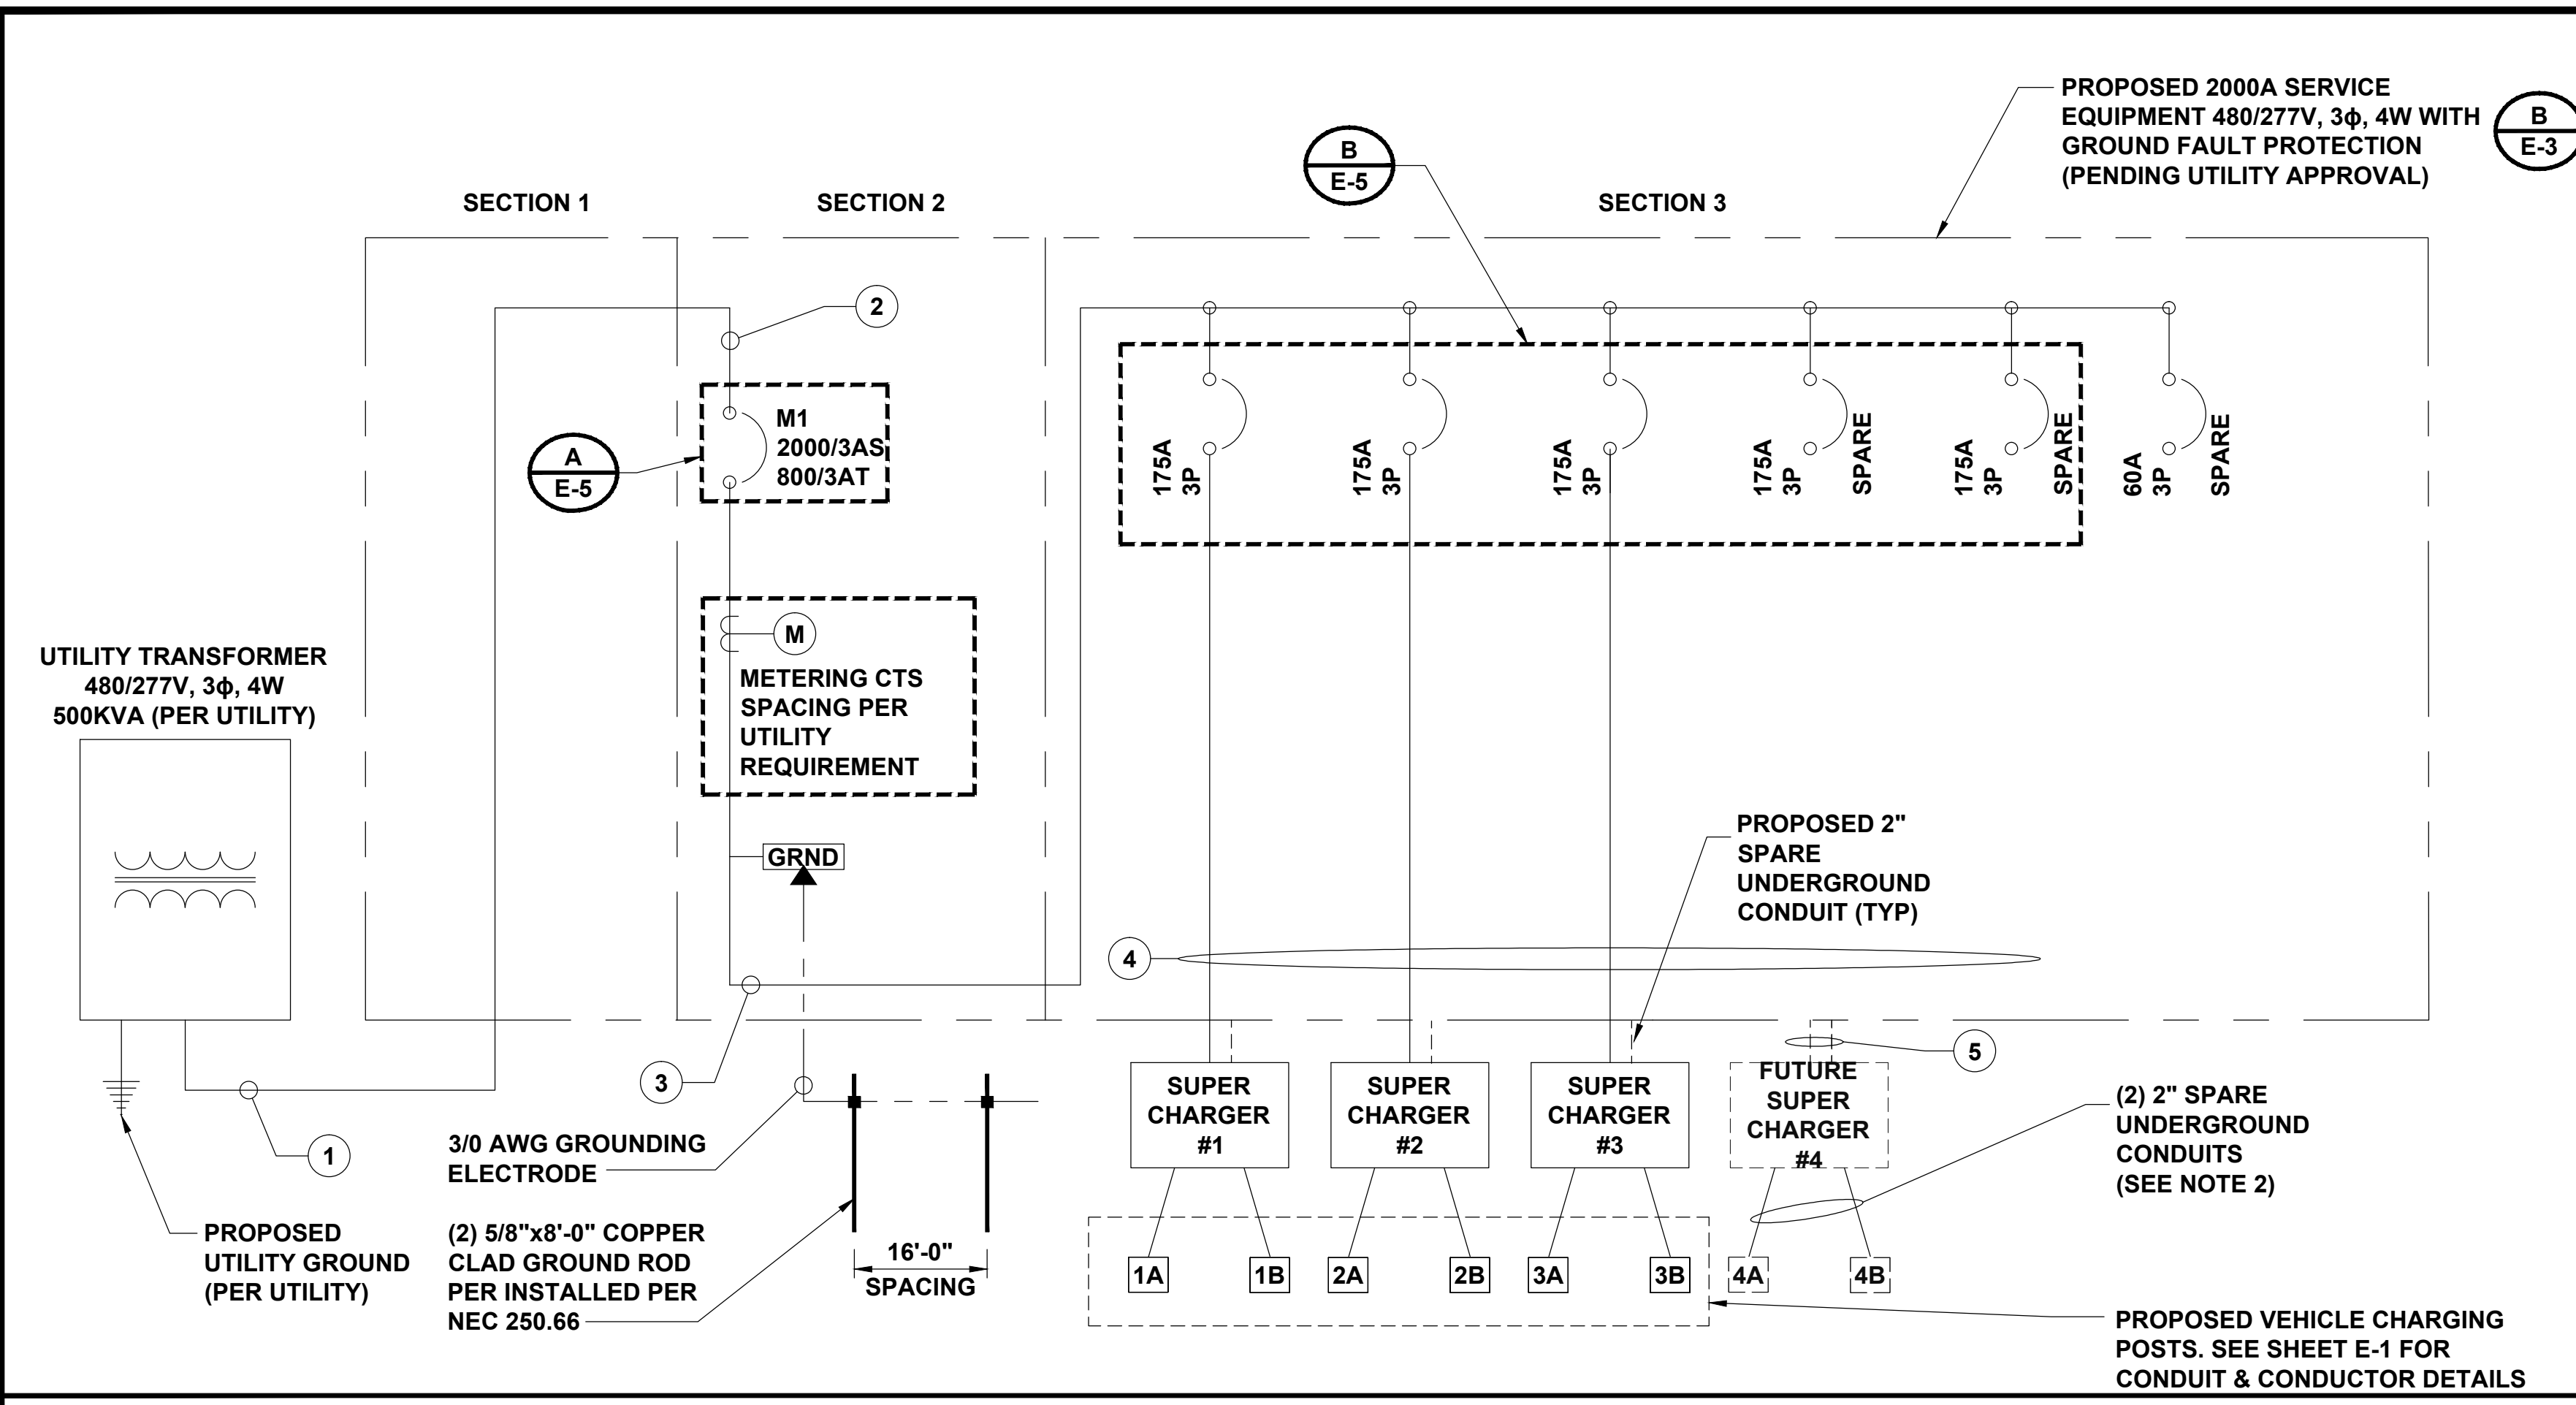 PROPOSED 2000A SERVICE
EQUIPMENT 480/277V, 3ϕ, 4W WITH
GROUND FAULT PROTECTION
(PENDING UTILITY APPROVAL)
B
E-3
B
E-5
SECTION 1
SECTION 2
SECTION 3
2
M1
2000/3AS
800/3AT
A
E-5
175A
3P
175A
3P
175A
3P
175A
3P
SPARE
175A
3P
SPARE
60A
3P
SPARE
M
METERING CTS
SPACING PER
UTILITY
REQUIREMENT
UTILITY TRANSFORMER
480/277V, 3ϕ, 4W
500KVA (PER UTILITY)
GRND
PROPOSED 2"
SPARE
UNDERGROUND
CONDUIT (TYP)
4
3
5
1
SUPER
CHARGER
#1
SUPER
CHARGER
#2
SUPER
CHARGER
#3
FUTURE
SUPER
CHARGER
#4
(2) 2" SPARE
UNDERGROUND
CONDUITS
(SEE NOTE 2)
3/0 AWG GROUNDING
ELECTRODE
PROPOSED
UTILITY GROUND
(PER UTILITY)
(2) 5/8"x8'-0" COPPER
CLAD GROUND ROD
PER INSTALLED PER
NEC 250.66
16'-0"
SPACING
1A
1B
2A
2B
3A
3B
4A
4B
PROPOSED VEHICLE CHARGING
POSTS. SEE SHEET E-1 FOR
CONDUIT & CONDUCTOR DETAILS